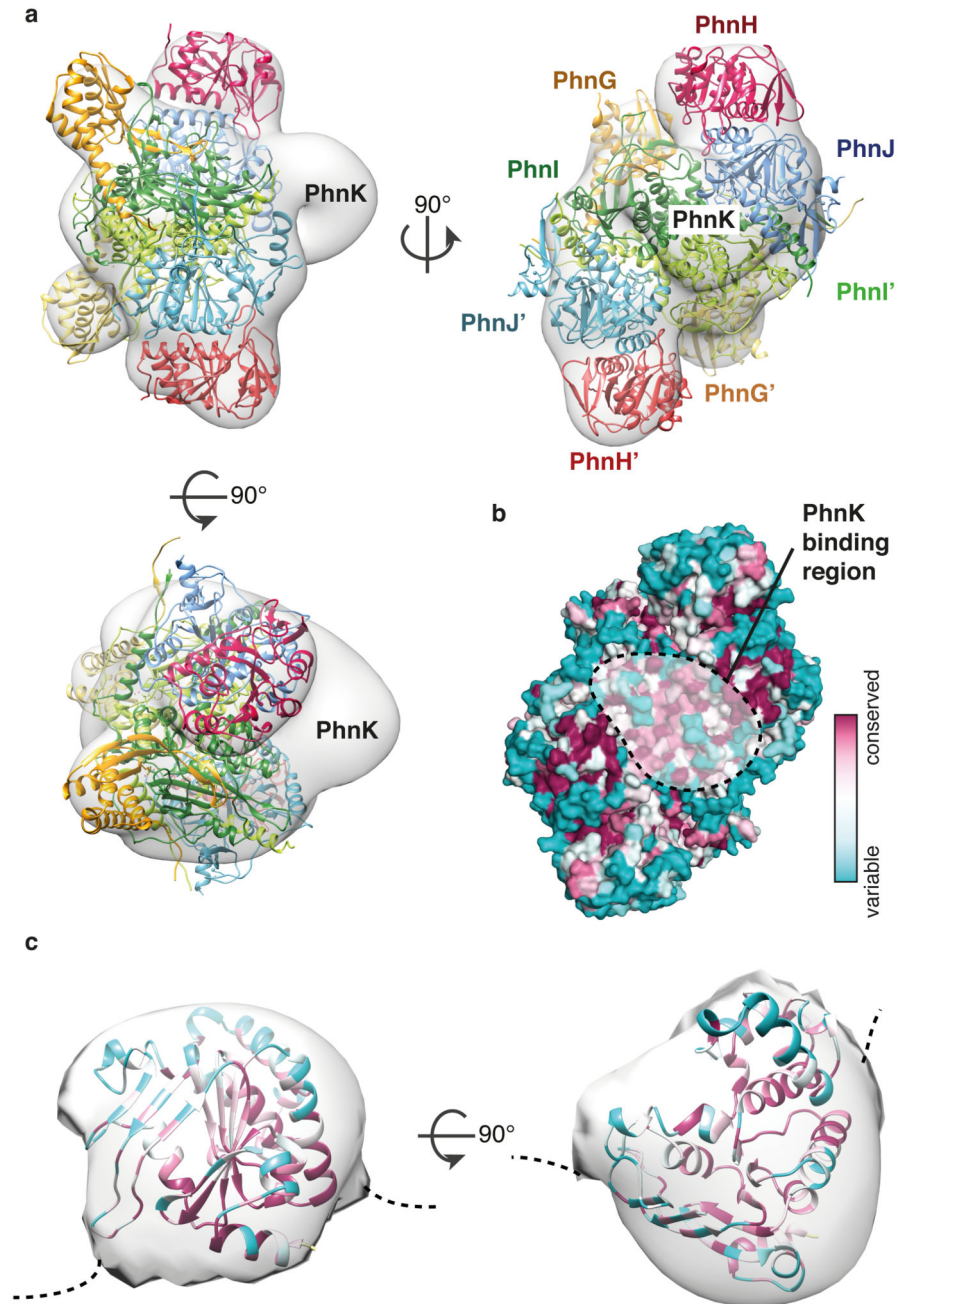 a
PhnK
90°
PhnH
PhnG
PhnI
PhnJ
PhnK
PhnJ’
PhnI’
PhnG’
PhnH’
90°
PhnK
b
PhnK
binding
region
conserved
variable
c
90°